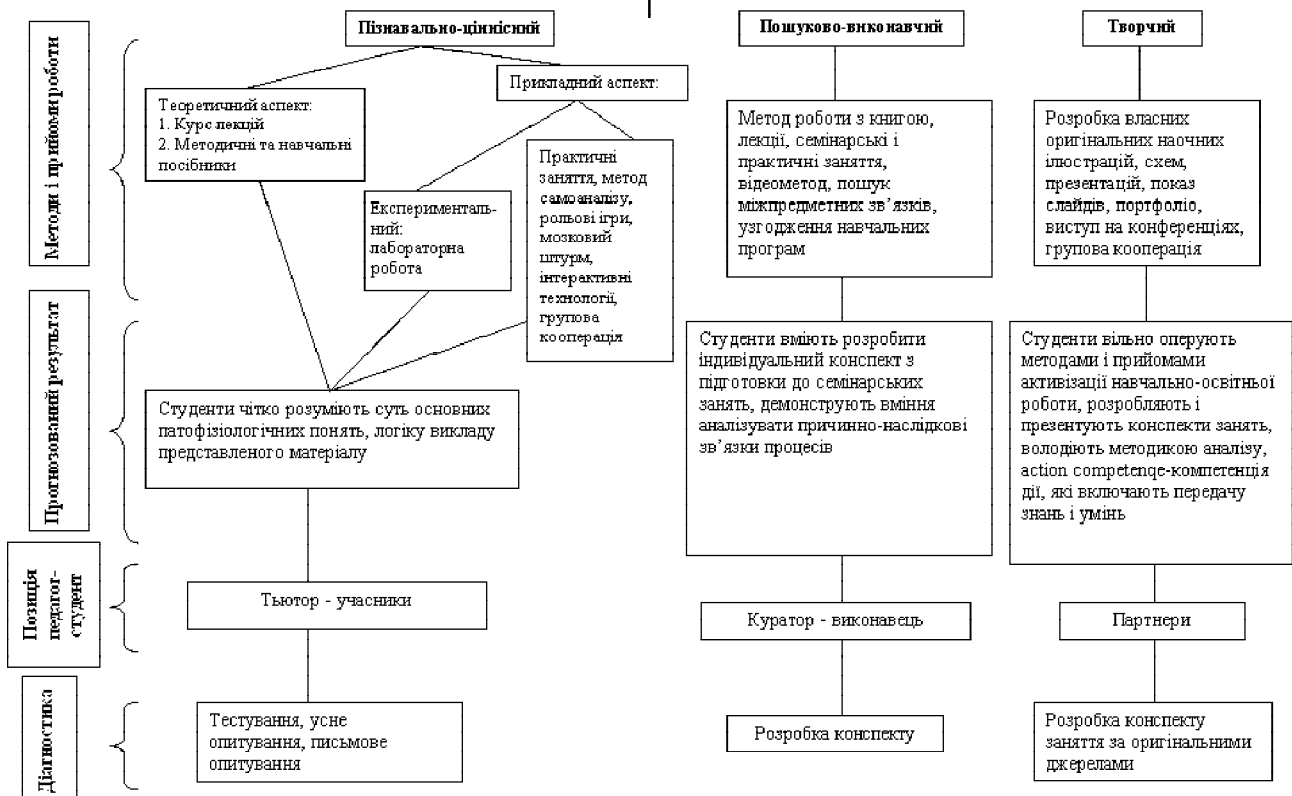 Методи і прийоми роботи
Пізнавально-ціннісний
Пошуково-виконавчий
Творчий
Теоретичний аспект:
1. Курс лекцій
2. Методичні та навчальні
посібники
Прикладний аспект:
Експерименталь-
ний:
лабораторна
робота
Практичні
заняття, метод
самоаналізу,
рольові ігри,
мозковий
штурм,
інтерактивні
технології,
групова
кооперація
Метод роботи з книгою,
лекції, семінарські і
практичні заняття,
відеометод, пошук
міжпредметних зв’язків,
узгодження навчальних
програм
Розробка власних
оригінальних наочних
ілюстрацій, схем,
презентацій, показ
слайдів, портфоліо,
виступ на конференціях,
групова кооперація
Прогнозований результат
Студенти чітко розуміють суть основних
патофізіологічних понять, логіку викладу
представленого матеріалу
Студенти вміють розробити
індивідуальний конспект з
підготовки до семінарських
занять, демонструють вміння
аналізувати причинно-наслідкові
зв’язки процесів
Студенти вільно оперують
методами і прийомами
активізації навчально-освітньої
роботи, розробляють і
презентують конспекти занять,
володіють методикою аналізу,
action competenqe-компетенція
дії, які включають передачу
знань і умінь
Позиція
педагог-
студент
Тьютор - учасники
Куратор - виконавець
Партнери
Діагностика
Тестування, усне
опитування, письмове
опитування
Розробка конспекту
Розробка конспекту
заняття за оригінальними
джерелами